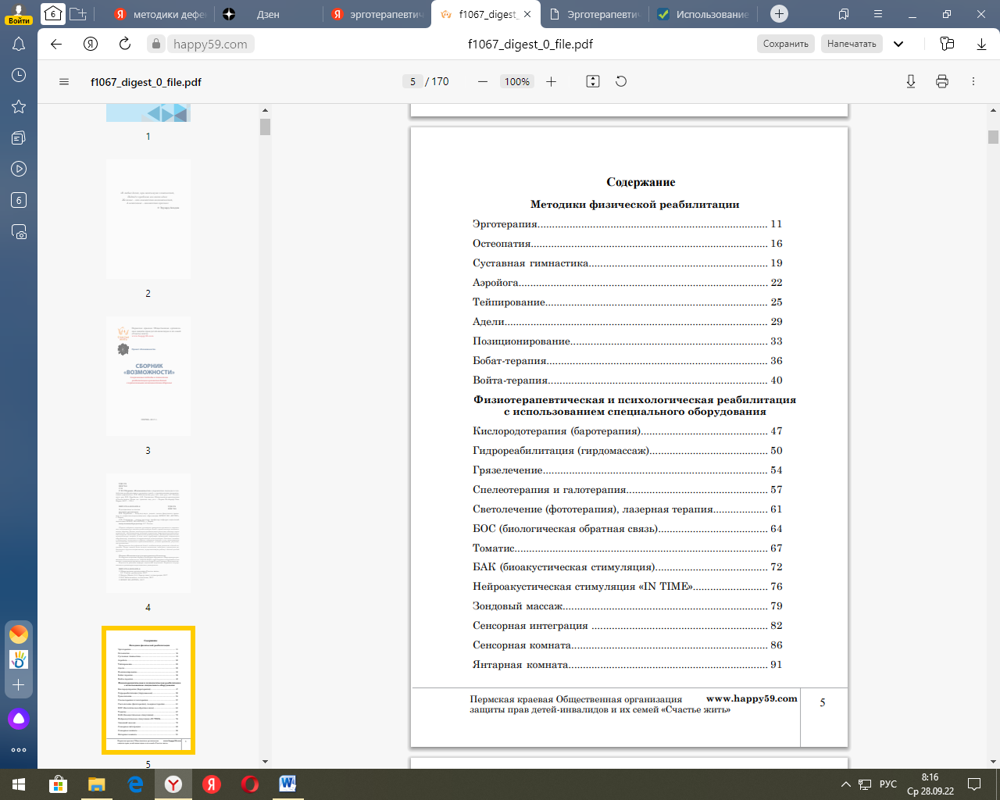 Войти
6
методики дефе
Дзен
эрготерапевтич
f1067_digest_
Эрготерапевтич
Использование
happy59.com
f1067_digest_0_file.pdf
Сохранить
Напечатать
f1067_digest_0_file.pdf
5 / 170
100%
6
1
2
СБОРНИК
«ВОЗМОЖНОСТИ»
3
4
5
Содержание
Методики физической реабилитации
Эрготерапия............................................................................... 11
Остеопатия................................................................................. 16
Суставная гимнастика............................................................. 19
Аэройога..................................................................................... 22
Тейпирование............................................................................ 25
Адели.......................................................................................... 29
Позиционирование................................................................... 33
Бобат-терапия............................................................................ 36
Войта-терапия........................................................................... 40
Физиотерапевтическая и психологическая реабилитация
с использованием специального оборудования
Кислородотерапия (баротерапия)............................................ 47
Гидрореабилитация (гирдомассаж)......................................... 50
Грязелечение............................................................................. 54
Спелеотерапия и галотерапия................................................. 57
Светолечение (фототерапия), лазерная терапия................... 61
БОС (биологическая обратная связь)...................................... 64
Томатис....................................................................................... 67
БАК (биоакустическая стимуляция)....................................... 72
Нейроакустическая стимуляция «IN TIME».......................... 76
Зондовый массаж...................................................................... 79
Сенсорная интеграция ............................................................. 82
Сенсорная комната.................................................................... 86
Янтарная комната..................................................................... 91
Пермская краевая Общественная организация www.happy59.com
защиты прав детей-инвалидов и их семей «Счастье жить»
5
РУС
8:16
Ср 28.09.22